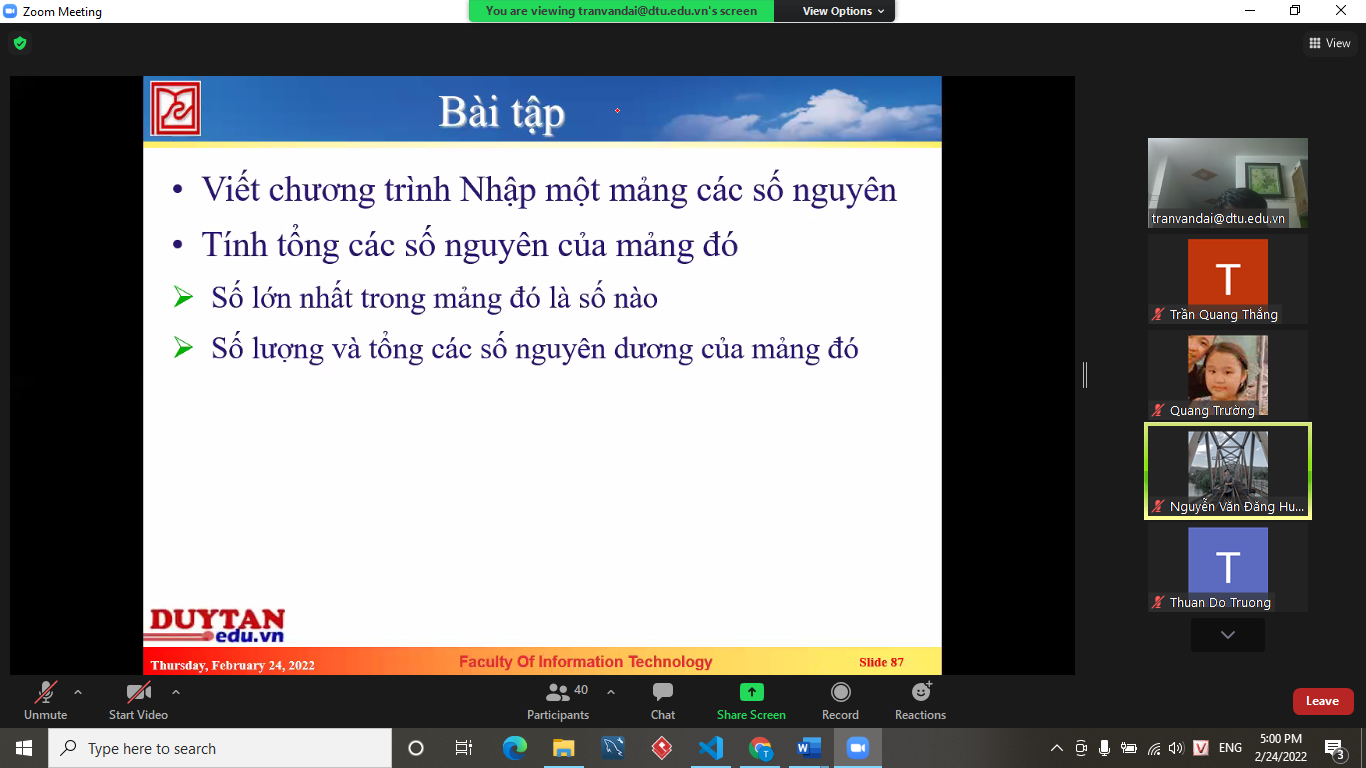 Zoom Meeting
You are viewing tranvandai@dtu.edu.vn's screen
View Options
View
Bài tập
• Viết chương trình Nhập một mảng các số nguyên
• Tính tổng các số nguyên của mảng đó
➢ Số lớn nhất trong mảng đó là số nào
➢ Số lượng và tổng các số nguyên dương của mảng đó
DUYTAN
edu.vn
Thursday, February 24, 2022
Faculty Of Information Technology
Slide 87
tranvandai@dtu.edu.vn
T
Trần Quang Thắng
Quang Trường
Nguyễn Văn Đăng Hu...
T
Thuan Do Truong
Unmute
Start Video
40
Participants
Chat
Share Screen
Record
Reactions
Leave
Type here to search
W
V
ENG
5:00 PM
2/24/2022
3